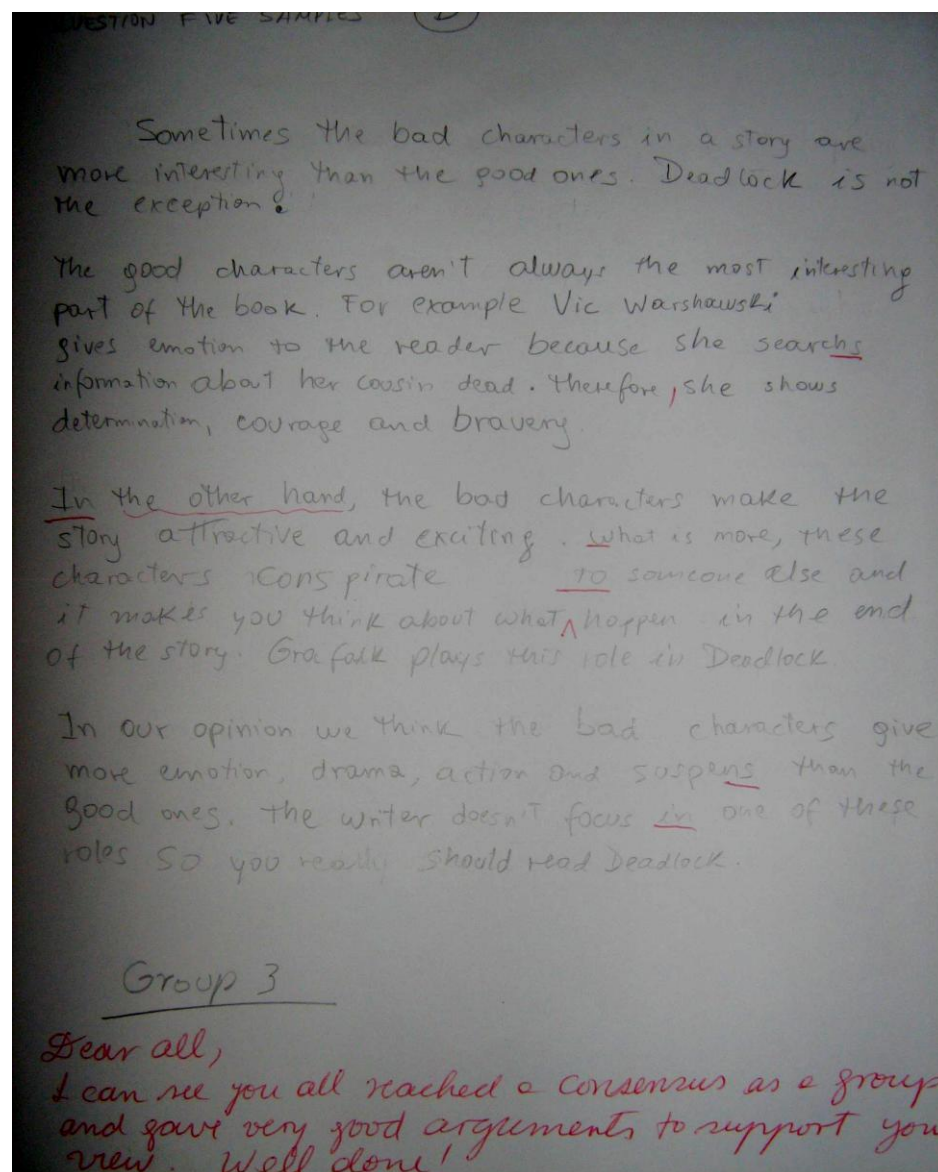 QUESTION FIVE SAMPLES
Sometimes the bad characters in a story are
more interesting than the good ones. Deadlock is not
the exception.
The good characters aren't always the most interesting
part of the book. For example Vic Warshawski
gives emotion to the reader because she searchs
information about her cousin dead. Therefore, she shows
determination, courage and bravery
In the other hand, the bad characters make the
story attractive and exciting. What is more, these
characters conspirate to someone else and
it makes you think about what happen in the end
of the story. Grafalk plays this role in Deadlock
In our opinion we think the bad characters give
more emotion, drama, action and suspens than the
good ones. The writer doesn't focus in one of these
roles so you really should read Deadlock.
Group 3
Dear all,
I can see you all reached a consensus as a group
and gave very good arguments to support you
view. Well done!